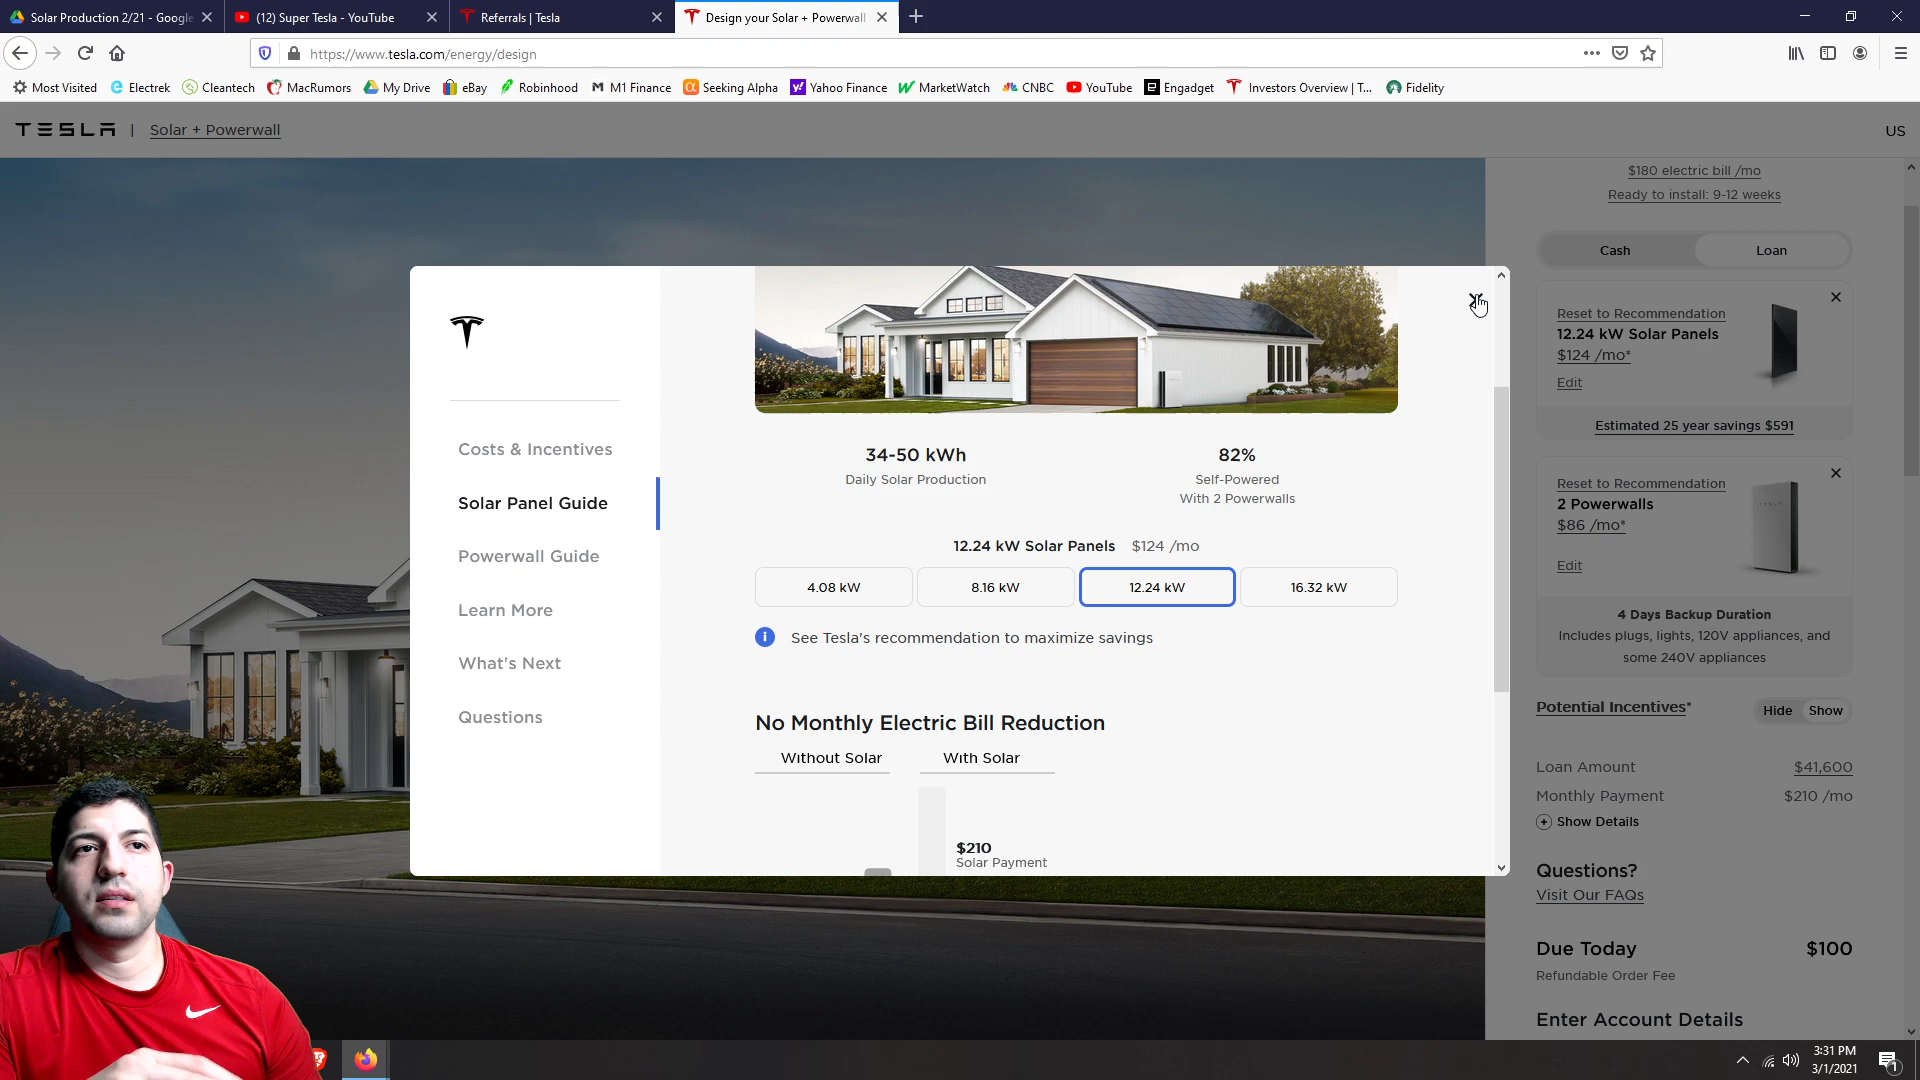 Solar Production 2/21 - Google
(12) Super Tesla - YouTube
Referrals | Tesla
Design your Solar + Powerwall
https://www.tesla.com/energy/design
Most Visited
Electrek
Cleantech
MacRumors
My Drive
eBay
Robinhood
M1 Finance
Seeking Alpha
Yahoo Finance
MarketWatch
CNBC
YouTube
Engadget
Investors Overview | T...
Fidelity
TESLA | Solar + Powerwall
US
Costs & Incentives
Solar Panel Guide
Powerwall Guide
Learn More
What's Next
Questions
34-50 kWh
Daily Solar Production
82%
Self-Powered
With 2 Powerwalls
12.24 kW Solar Panels $124 /mo
4.08 kW
8.16 kW
12.24 kW
16.32 kW
See Tesla's recommendation to maximize savings
No Monthly Electric Bill Reduction
Without Solar
With Solar
$210
Solar Payment
$180 electric bill /mo
Ready to install: 9-12 weeks
Cash
Loan
Reset to Recommendation
12.24 kW Solar Panels
$124 /mo*
Edit
Estimated 25 year savings $591
Reset to Recommendation
2 Powerwalls
$86 /mo*
Edit
4 Days Backup Duration
Includes plugs, lights, 120V appliances, and
some 240V appliances
Potential Incentives*
Hide Show
Loan Amount $41,600
Monthly Payment $210 /mo
Show Details
Questions?
Visit Our FAQs
Due Today $100
Refundable Order Fee
Enter Account Details
3:31 PM
3/1/2021
1